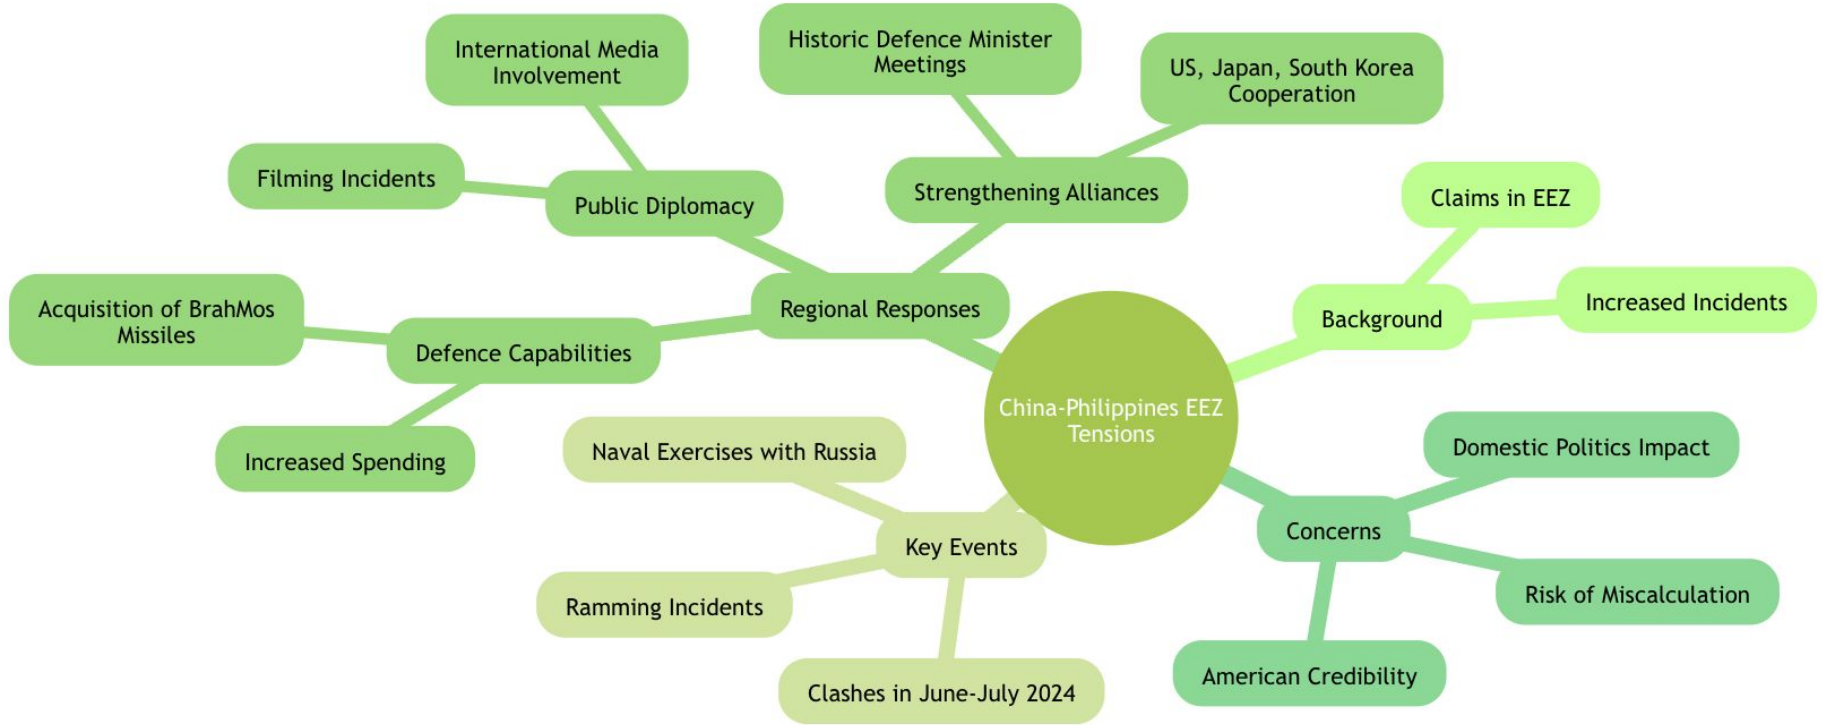 International Media
Involvement
Historic Defence Minister
Meetings
US, Japan, South Korea
Cooperation
Filming Incidents
Public Diplomacy
Strengthening Alliances
Claims in EEZ
Acquisition of BrahMos
Missiles
Defence Capabilities
Regional Responses
Background
Increased Incidents
Increased Spending
Naval Exercises with Russia
China-Philippines EEZ
Tensions
Domestic Politics Impact
Key Events
Concerns
Ramming Incidents
Risk of Miscalculation
Clashes in June-July 2024
American Credibility